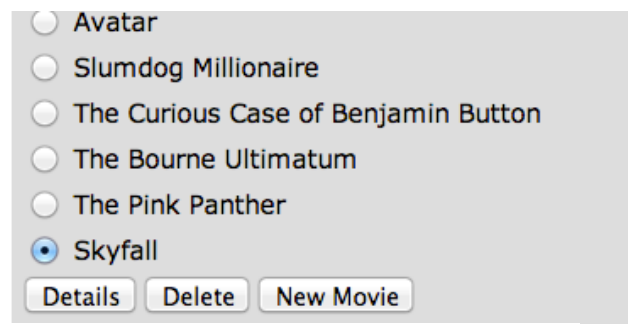 Avatar
Slumdog Millionaire
The Curious Case of Benjamin Button
The Bourne Ultimatum
The Pink Panther
Skyfall
Details Delete New Movie